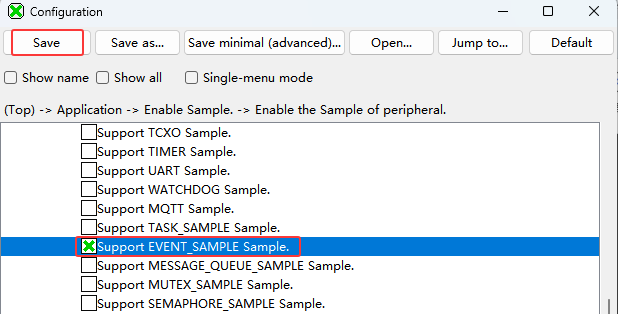 Configuration
Save Save as... Save minimal (advanced)... Open... Jump to... Default
Show name Show all Single-menu mode
(Top) -> Application -> Enable Sample. -> Enable the Sample of peripheral.
Support TCXO Sample.
Support TIMER Sample.
Support UART Sample.
Support WATCHDOG Sample.
Support MQTT Sample.
Support TASK_SAMPLE Sample.
Support EVENT_SAMPLE Sample.
Support MESSAGE_QUEUE_SAMPLE Sample.
Support MUTEX_SAMPLE Sample.
Support SEMAPHORE_SAMPLE Sample.